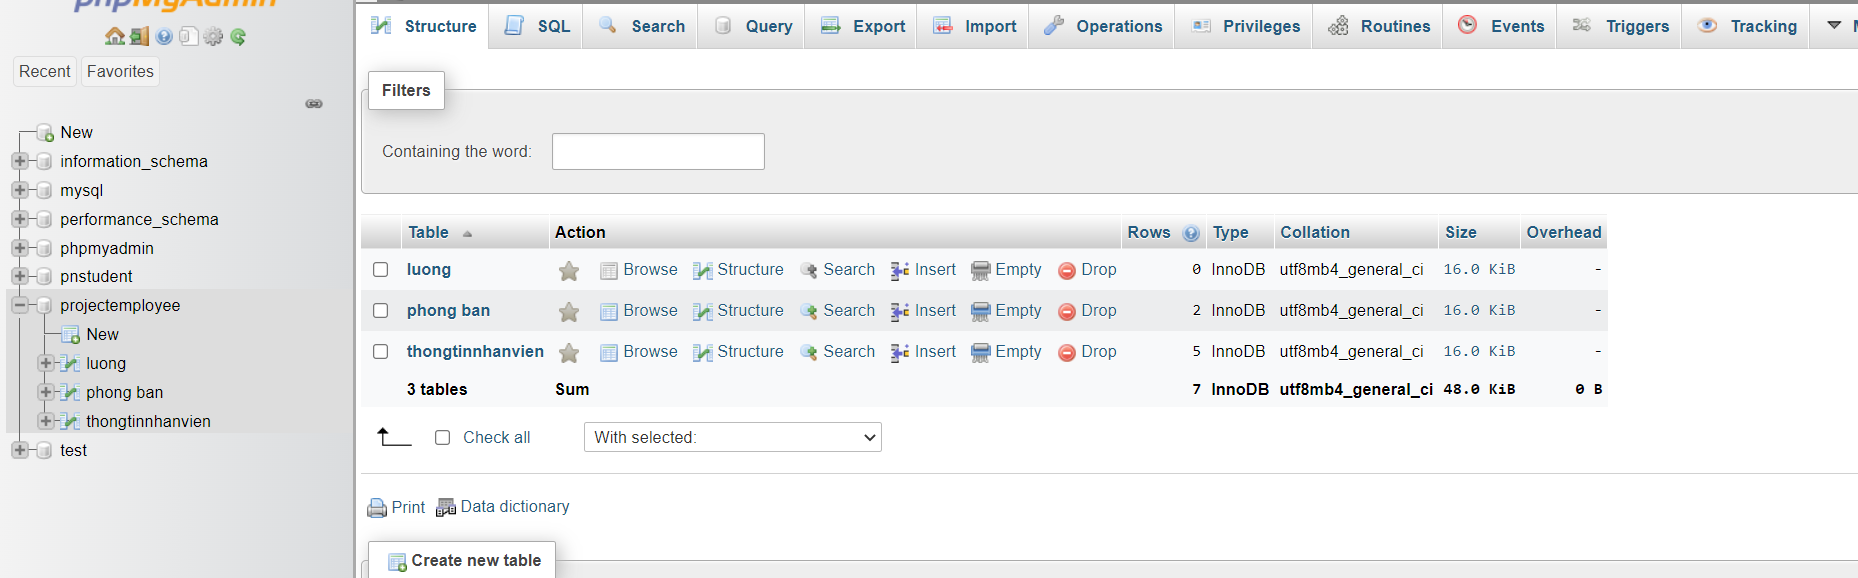 phpMyAdmin
Recent Favorites
New
information_schema
mysql
performance_schema
phpmyadmin
pnstudent
projectemployee
New
luong
phong ban
thongtinnhanvien
test
Structure SQL Search Query Export Import Operations Privileges Routines Events Triggers Tracking
Filters
Containing the word:
Table Action Rows Type Collation Size Overhead
luong Browse Structure Search Insert Empty Drop 0 InnoDB utf8mb4_general_ci 16.0 KiB -
phong ban Browse Structure Search Insert Empty Drop 2 InnoDB utf8mb4_general_ci 16.0 KiB -
thongtinnhanvien Browse Structure Search Insert Empty Drop 5 InnoDB utf8mb4_general_ci 16.0 KiB -
3 tables Sum 7 InnoDB utf8mb4_general_ci 48.0 KiB 0 B
Check all With selected:
Print Data dictionary
Create new table